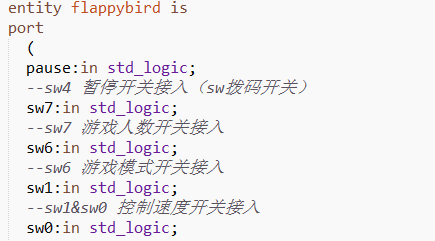 entity flappybird is
port
(
pause:in std_logic;
--sw4 暂停开关接入（sw拨码开关）
sw7:in std_logic;
--sw7 游戏人数开关接入
sw6:in std_logic;
--sw6 游戏模式开关接入
sw1:in std_logic;
--sw1&sw0 控制速度开关接入
sw0:in std_logic;